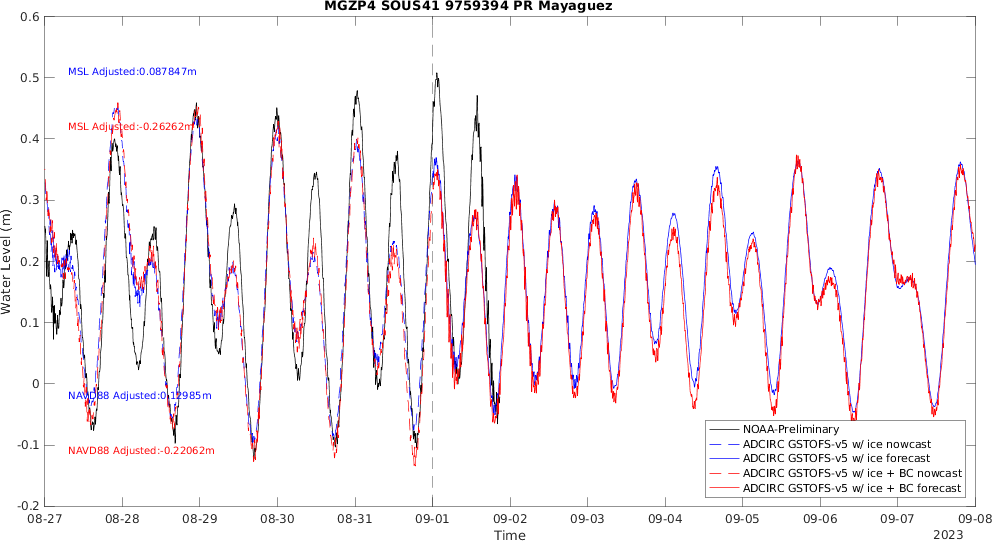 MGZP4 SOUS41 9759394 PR Mayaguez
0.6
0.5
0.4
0.3
0.2
0.1
0
-0.1
-0.2
Water Level (m)
MSL Adjusted:0.087847m
MSL Adjusted:-0.26262m
NAVD88 Adjusted:0.12985m
NAVD88 Adjusted:-0.22062m
NOAA-Preliminary
ADCIRC GSTOFS-v5 w/ ice nowcast
ADCIRC GSTOFS-v5 w/ ice forecast
ADCIRC GSTOFS-v5 w/ ice + BC nowcast
ADCIRC GSTOFS-v5 w/ ice + BC forecast
08-27 08-28 08-29 08-30 08-31 09-01 09-02 09-03 09-04 09-05 09-06 09-07 09-08
Time
2023